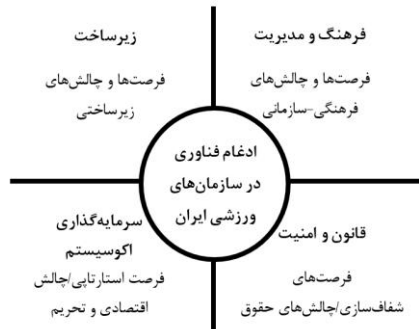 فرهنگ و مدیریت
فرصت‌ها و چالش‌های
فرهنگی-سازمانی
زیرساخت
فرصت‌ها و چالش‌های
زیرساختی
ادغام فناوری
در سازمان‌های
ورزشی ایران
قانون و امنیت
فرصت‌های
شفاف‌سازی/چالش‌های حقوق
سرمایه‌گذاری
اکوسیستم
فرصت استارتاپی/چالش
اقتصادی و تحریم